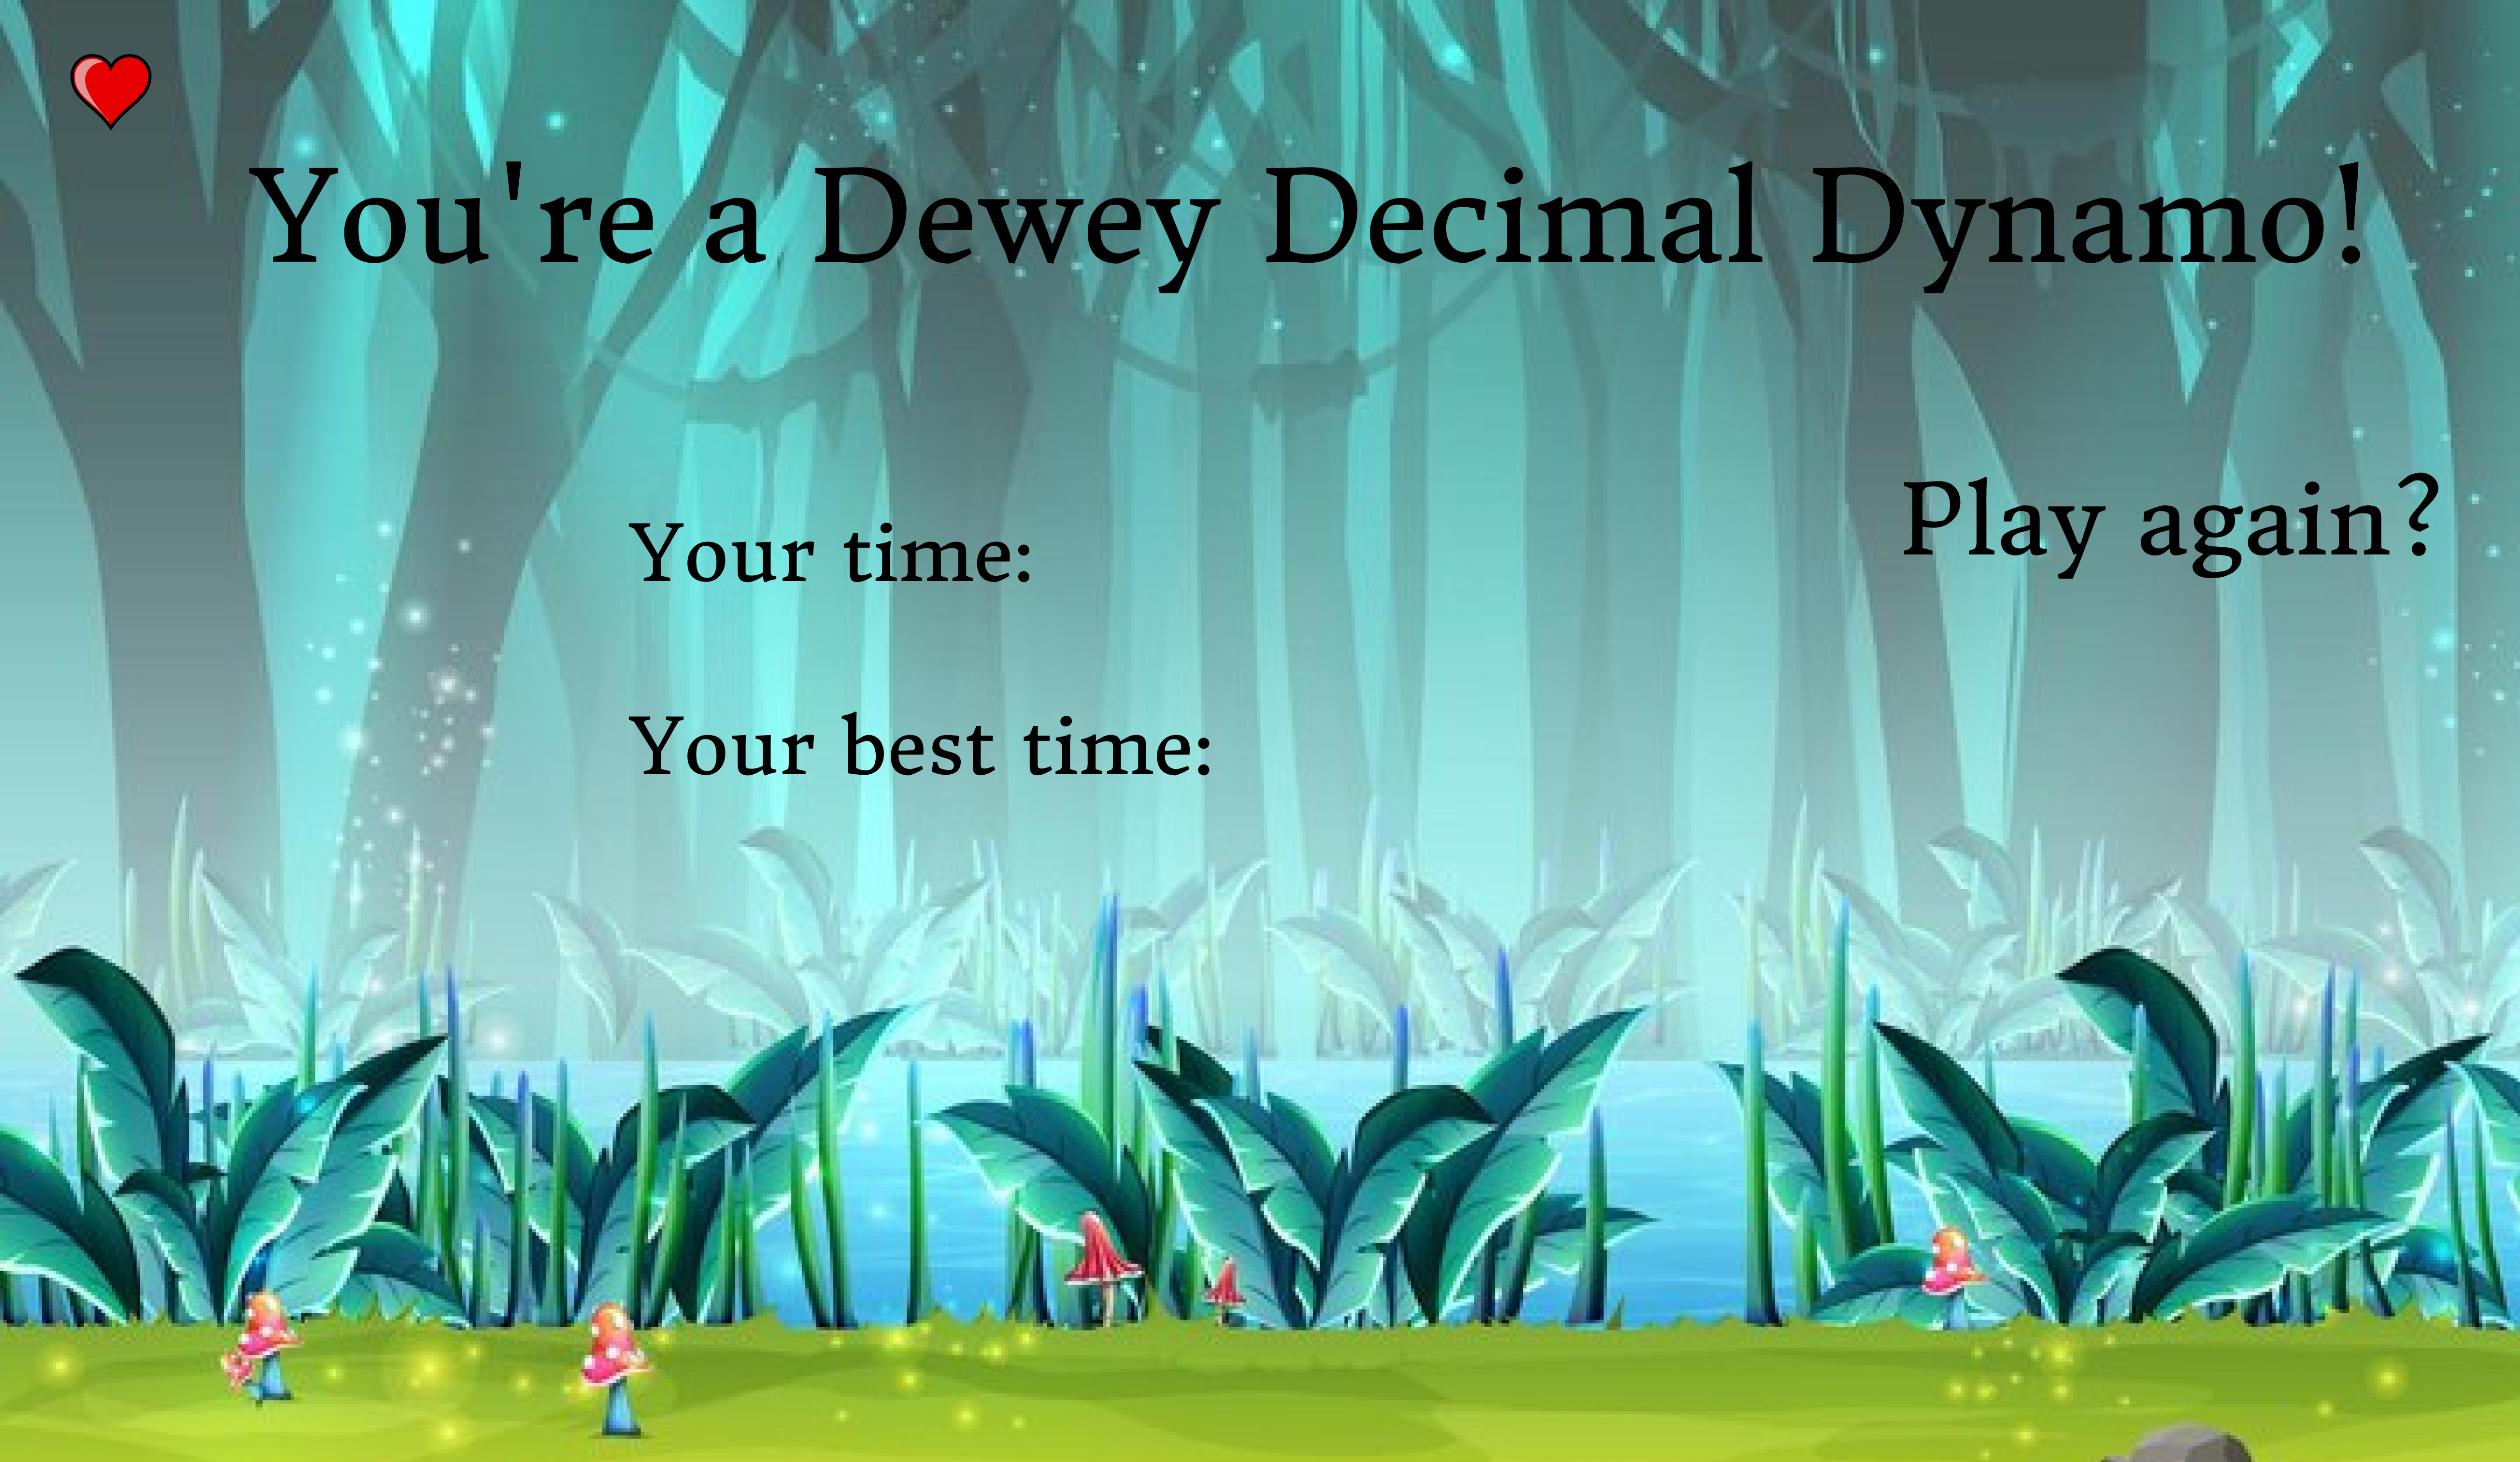 You're a Dewey Decimal Dynamo!
Play again?
Your time:
Your best time: